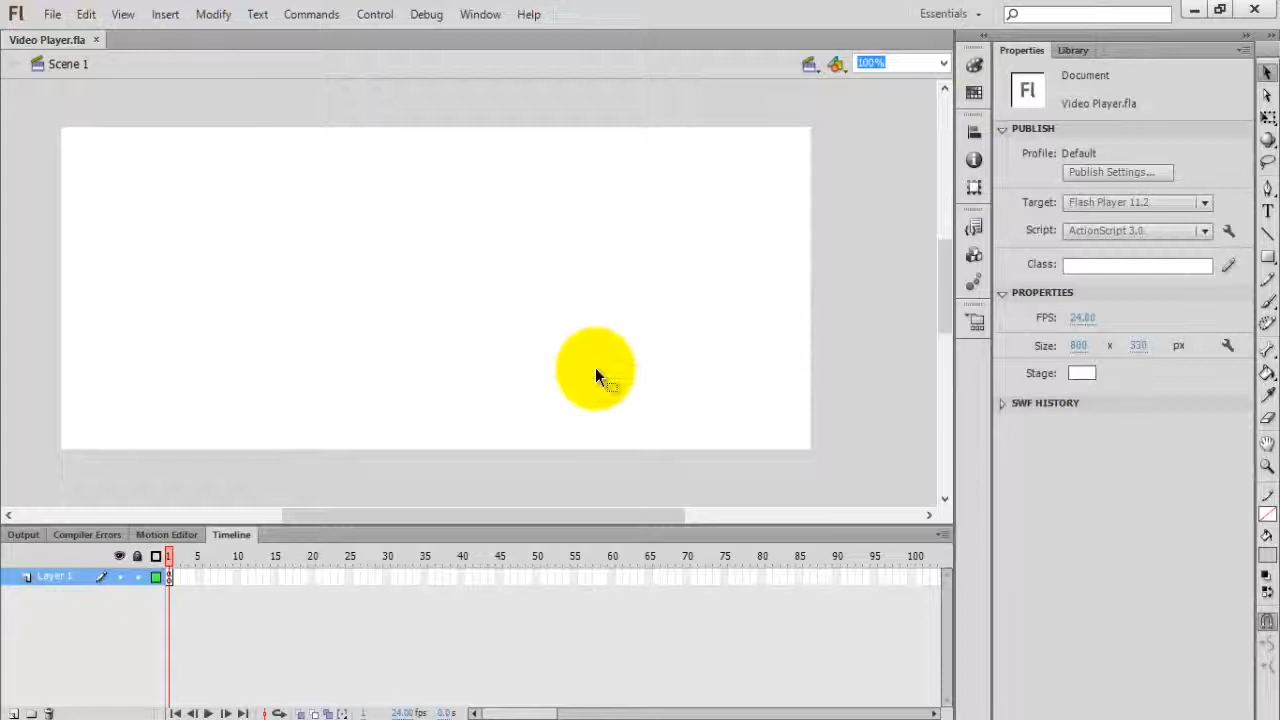 Fl File Edit View Insert Modify Text Commands Control Debug Window Help Essentials
Video Player.fla ×
Scene 1 100%
Properties Library
Fl Document
Video Player.fla
PUBLISH
Profile: Default
Publish Settings...
Target: Flash Player 11.2
Script: ActionScript 3.0
Class:
PROPERTIES
FPS: 24.00
Size: 800 x 330 px
Stage:
SWF HISTORY
Output Compiler Errors Motion Editor Timeline
1 5 10 15 20 25 30 35 40 45 50 55 60 65 70 75 80 85 90 95 100
Layer 1
1 24.00 fps 0.0 s